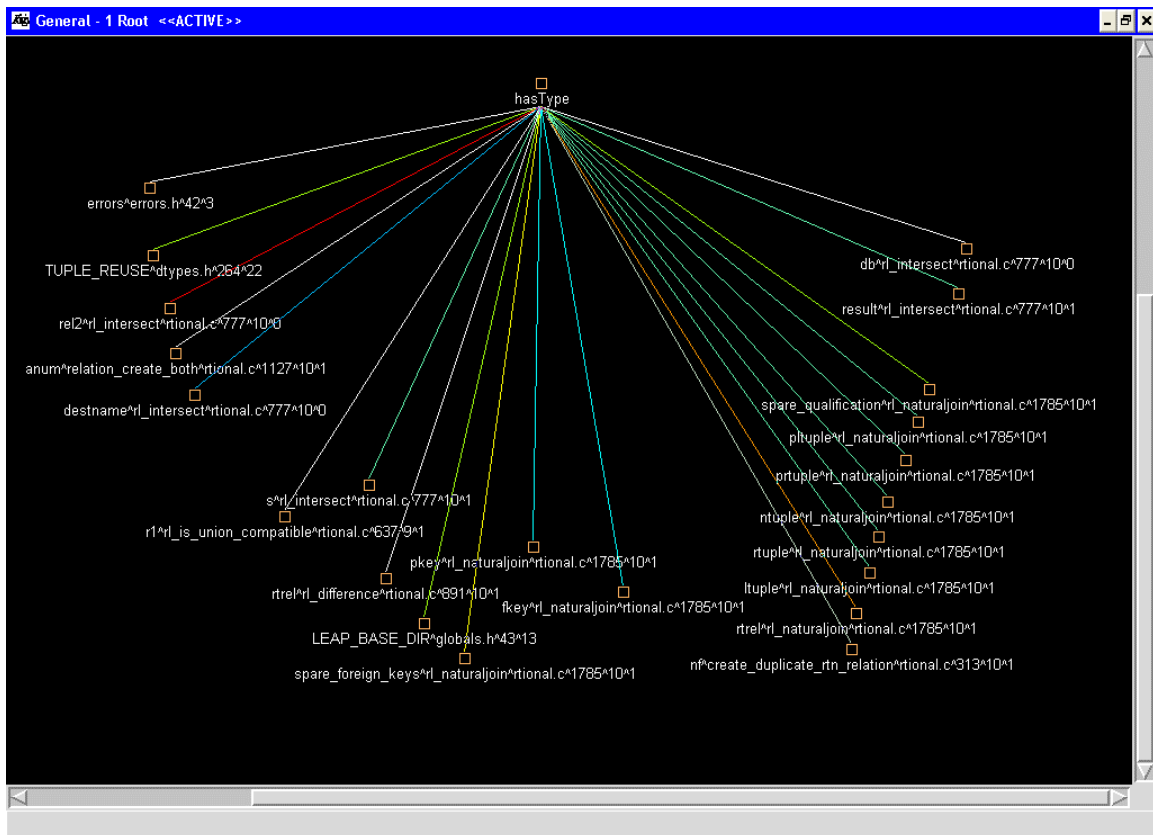 General - 1 Root <<ACTIVE>>
hasType
errors^errors.h^42^3
TUPLE_REUSE^dtypes.h^264^22
rel2^rl_intersect^rtional.c^777^10^0
anum^relation_create_both^rtional.c^1127^10^1
destname^rl_intersect^rtional.c^777^10^0
db^rl_intersect^rtional.c^777^10^0
result^rl_intersect^rtional.c^777^10^1
spare_qualification^rl_naturaljoin^rtional.c^1785^10^1
pltuple^rl_naturaljoin^rtional.c^1785^10^1
prtuple^rl_naturaljoin^rtional.c^1785^10^1
s^rl_intersect^rtional.c^777^10^1
ntuple^rl_naturaljoin^rtional.c^1785^10^1
r1^rl_is_union_compatible^rtional.c^637^9^1
rtuple^rl_naturaljoin^rtional.c^1785^10^1
pkey^rl_naturaljoin^rtional.c^1785^10^1
ltuple^rl_naturaljoin^rtional.c^1785^10^1
rtrel^rl_difference^rtional.c^891^10^1
fkey^rl_naturaljoin^rtional.c^1785^10^1
rtrel^rl_naturaljoin^rtional.c^1785^10^1
LEAP_BASE_DIR^globals.h^43^13
nf^create_duplicate_rtn_relation^rtional.c^313^10^1
spare_foreign_keys^rl_naturaljoin^rtional.c^1785^10^1